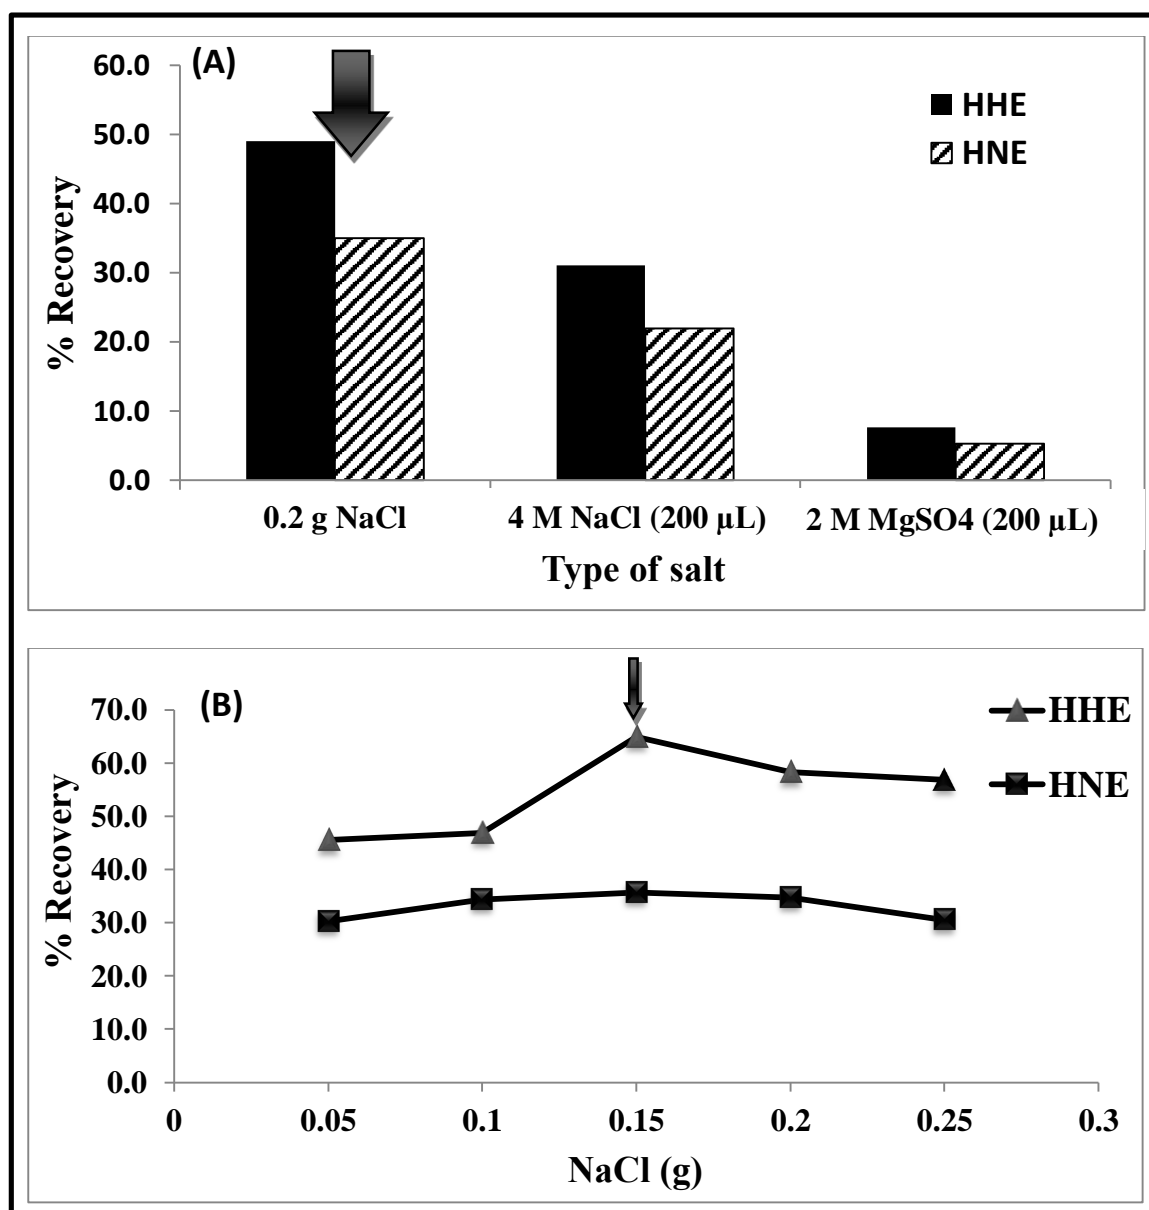 (A)
60.0
50.0
40.0
30.0
20.0
10.0
0.0
% Recovery
HHE
HNE
0.2 g NaCl 4 M NaCl (200 µL) 2 M MgSO4 (200 µL)
Type of salt
(B)
70.0
60.0
50.0
40.0
30.0
20.0
10.0
0.0
% Recovery
HHE
HNE
0 0.05 0.1 0.15 0.2 0.25 0.3
NaCl (g)